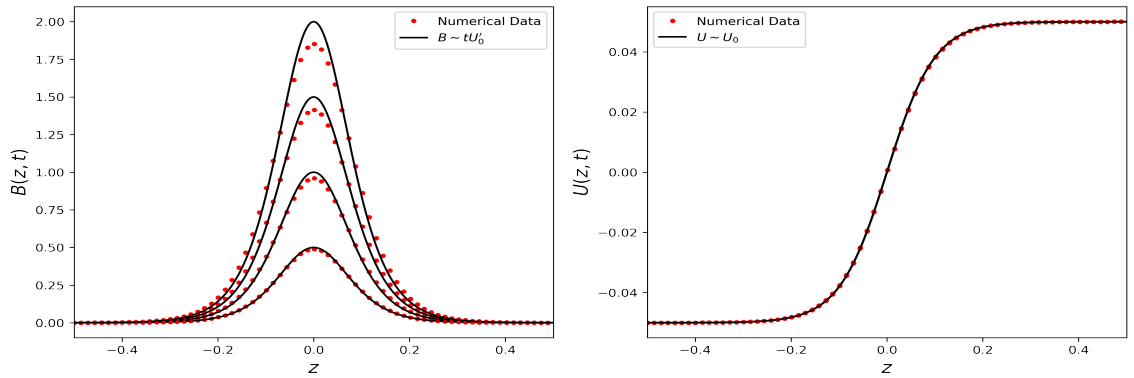 B(z, t)
2.00
1.75
1.50
1.25
1.00
0.75
0.50
0.25
0.00
Numerical Data
B ~ tU₀′
−0.4 −0.2 0.0 0.2 0.4
z
U(z, t)
0.04
0.02
0.00
−0.02
−0.04
Numerical Data
U ~ U₀
−0.4 −0.2 0.0 0.2 0.4
z